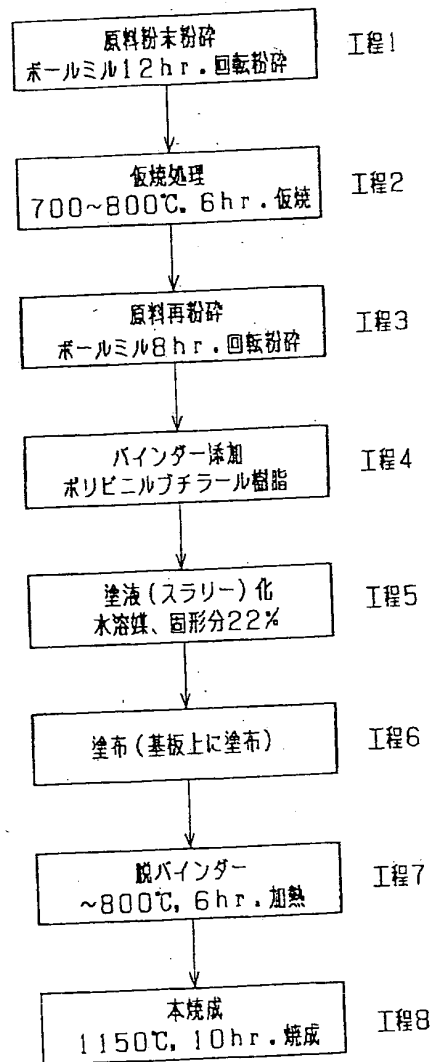 原料粉末粉砕
ボールミル12hr.回転粉砕
工程1
仮焼処理
700~800℃.6hr.仮焼
工程2
原料再粉砕
ボールミル8hr.回転粉砕
工程3
バインダー添加
ポリビニルブチラール樹脂
工程4
塗液(スラリー)化
水溶媒、固形分22%
工程5
塗布(基板上に塗布)
工程6
脱バインダー
~800℃,6hr.加熱
工程7
本焼成
1150℃,10hr.焼成
工程8